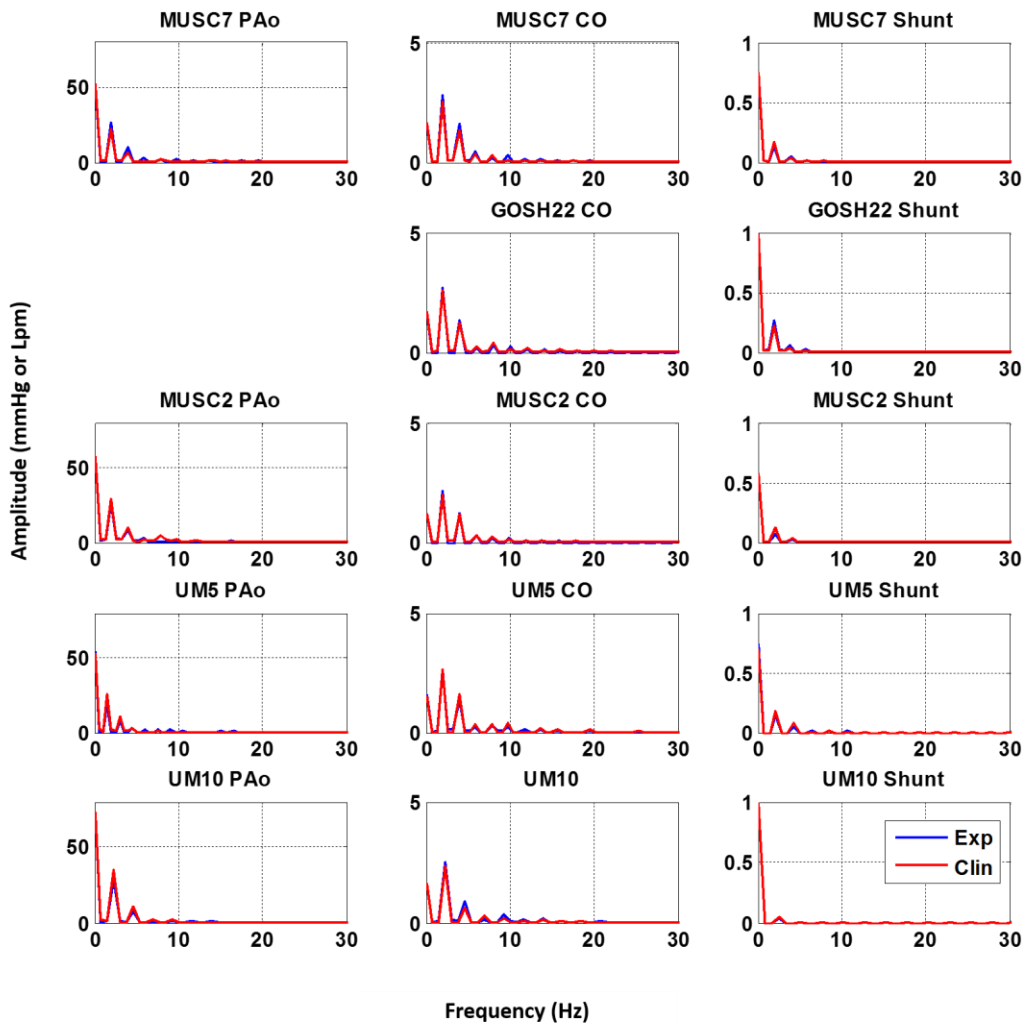 MUSC7 PAo
MUSC7 CO
MUSC7 Shunt
50
0
0 10 20 30
5
0
0 10 20 30
1
0.5
0
0 10 20 30
GOSH22 CO
GOSH22 Shunt
5
0
0 10 20 30
1
0.5
0
0 10 20 30
Amplitude (mmHg or Lpm)
MUSC2 PAo
MUSC2 CO
MUSC2 Shunt
50
0
0 10 20 30
5
0
0 10 20 30
1
0.5
0
0 10 20 30
UM5 PAo
UM5 CO
UM5 Shunt
50
0
0 10 20 30
5
0
0 10 20 30
1
0.5
0
0 10 20 30
UM10 PAo
UM10
UM10 Shunt
50
0
0 10 20 30
5
0
0 10 20 30
1
0.5
0
0 10 20 30
Exp
Clin
Frequency (Hz)